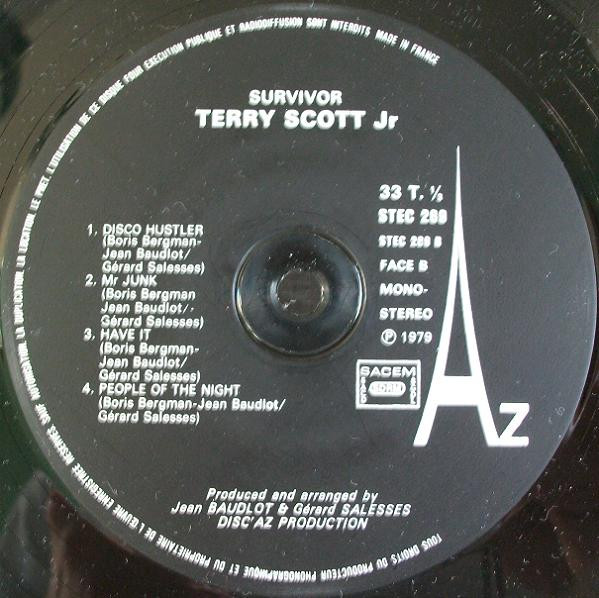 TOUS DROITS DU PRODUCTEUR PHONOGRAPHIQUE ET DU PROPRIETAIRE DE L'ŒUVRE ENREGISTREE RESERVES. SAUF AUTORISATION, LA DUPLICATION, LA LOCATION, LE PRET, L'UTILISATION DE CE DISQUE POUR EXECUTION PUBLIQUE ET RADIODIFFUSION SONT INTERDITS. MADE IN FRANCE
SURVIVOR
TERRY SCOTT Jr
1. DISCO HUSTLER
(Boris Bergman-
Jean Baudlot/
Gérard Salesses)
2. Mr JUNK
(Boris Bergman
Jean Baudlot/-
Gérard Salesses)
3. HAVE IT
(Boris Bergman-
Jean Baudlot/
Gérard Salesses)
4. PEOPLE OF THE NIGHT
(Boris Bergman-Jean Baudlot/
Gérard Salesses)
33 T. ⅓
STEC 269
STEC 269 B
FACE B
MONO-
STEREO
℗ 1979
SACEM
SDRM
AZ
Produced and arranged by
Jean BAUDLOT & Gérard SALESSES
DISC'AZ PRODUCTION